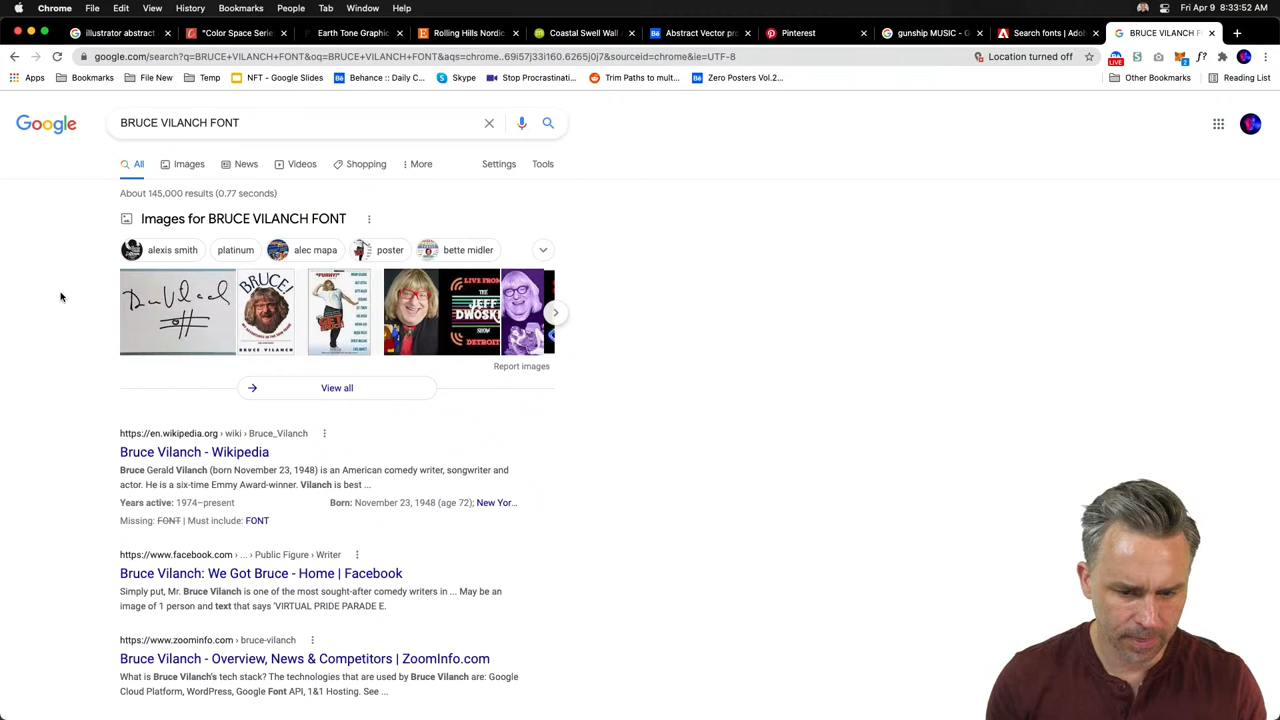 Chrome File Edit View History Bookmarks People Tab Window Help
Fri Apr 9 8:33:52 AM
illustrator abstract
"Color Space Serie
Earth Tone Graphic
Rolling Hills Nordic
Coastal Swell Wall
Abstract Vector pro
Pinterest
gunship MUSIC - G
Search fonts | Adob
BRUCE VILANCH F
google.com/search?q=BRUCE+VILANCH+FONT&oq=BRUCE+VILANCH+FONT&aqs=chrome..69i57j33i160.6265j0j7&sourceid=chrome&ie=UTF-8
Location turned off
Apps Bookmarks File New Temp NFT - Google Slides Behance :: Daily C... Skype Stop Procrastinati... Trim Paths to mult... Zero Posters Vol.2...
LIVE
2
Other Bookmarks Reading List
Google
BRUCE VILANCH FONT
All Images News Videos Shopping More Settings Tools
About 145,000 results (0.77 seconds)
Images for BRUCE VILANCH FONT
alexis smith platinum alec mapa poster bette midler
BRUCE!
BRUCE VILANCH
LIVE FROM
THE
JEFF
DWOSKI
SHOW
DETROIT
Report images
View all
https://en.wikipedia.org › wiki › Bruce_Vilanch
Bruce Vilanch - Wikipedia
Bruce Gerald Vilanch (born November 23, 1948) is an American comedy writer, songwriter and
actor. He is a six-time Emmy Award-winner. Vilanch is best ...
Years active: 1974–present Born: November 23, 1948 (age 72); New Yor...
Missing: FONT | Must include: FONT
https://www.facebook.com › ... › Public Figure › Writer
Bruce Vilanch: We Got Bruce - Home | Facebook
Simply put, Mr. Bruce Vilanch is one of the most sought-after comedy writers in ... May be an
image of 1 person and text that says 'VIRTUAL PRIDE PARADE E.
https://www.zoominfo.com › bruce-vilanch
Bruce Vilanch - Overview, News & Competitors | ZoomInfo.com
What is Bruce Vilanch's tech stack? The technologies that are used by Bruce Vilanch are: Google
Cloud Platform, WordPress, Google Font API, 1&1 Hosting. See ...